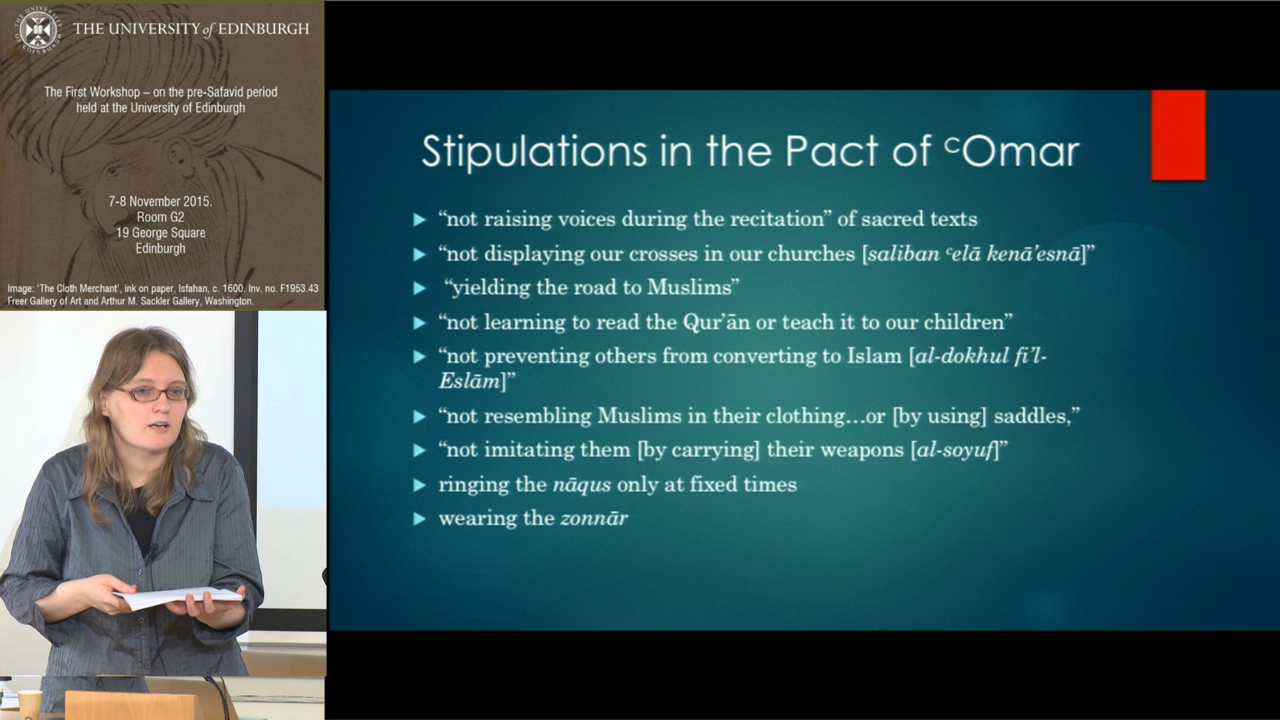 THE UNIVERSITY of EDINBURGH
The First Workshop – on the pre-Safavid period
held at the University of Edinburgh
7-8 November 2015.
Room G2
19 George Square
Edinburgh
Image: ‘The Cloth Merchant’, ink on paper, Isfahan, c. 1600. Inv. no. F1953.43
Freer Gallery of Art and Arthur M. Sackler Gallery, Washington.
Stipulations in the Pact of ᶜOmar
“not raising voices during the recitation” of sacred texts
“not displaying our crosses in our churches [saliban ᶜelā kenā’esnā]”
“yielding the road to Muslims”
“not learning to read the Qur’ān or teach it to our children”
“not preventing others from converting to Islam [al-dokhul fi’l-
Eslām]”
“not resembling Muslims in their clothing…or [by using] saddles,”
“not imitating them [by carrying] their weapons [al-soyuf]”
ringing the nāqus only at fixed times
wearing the zonnār